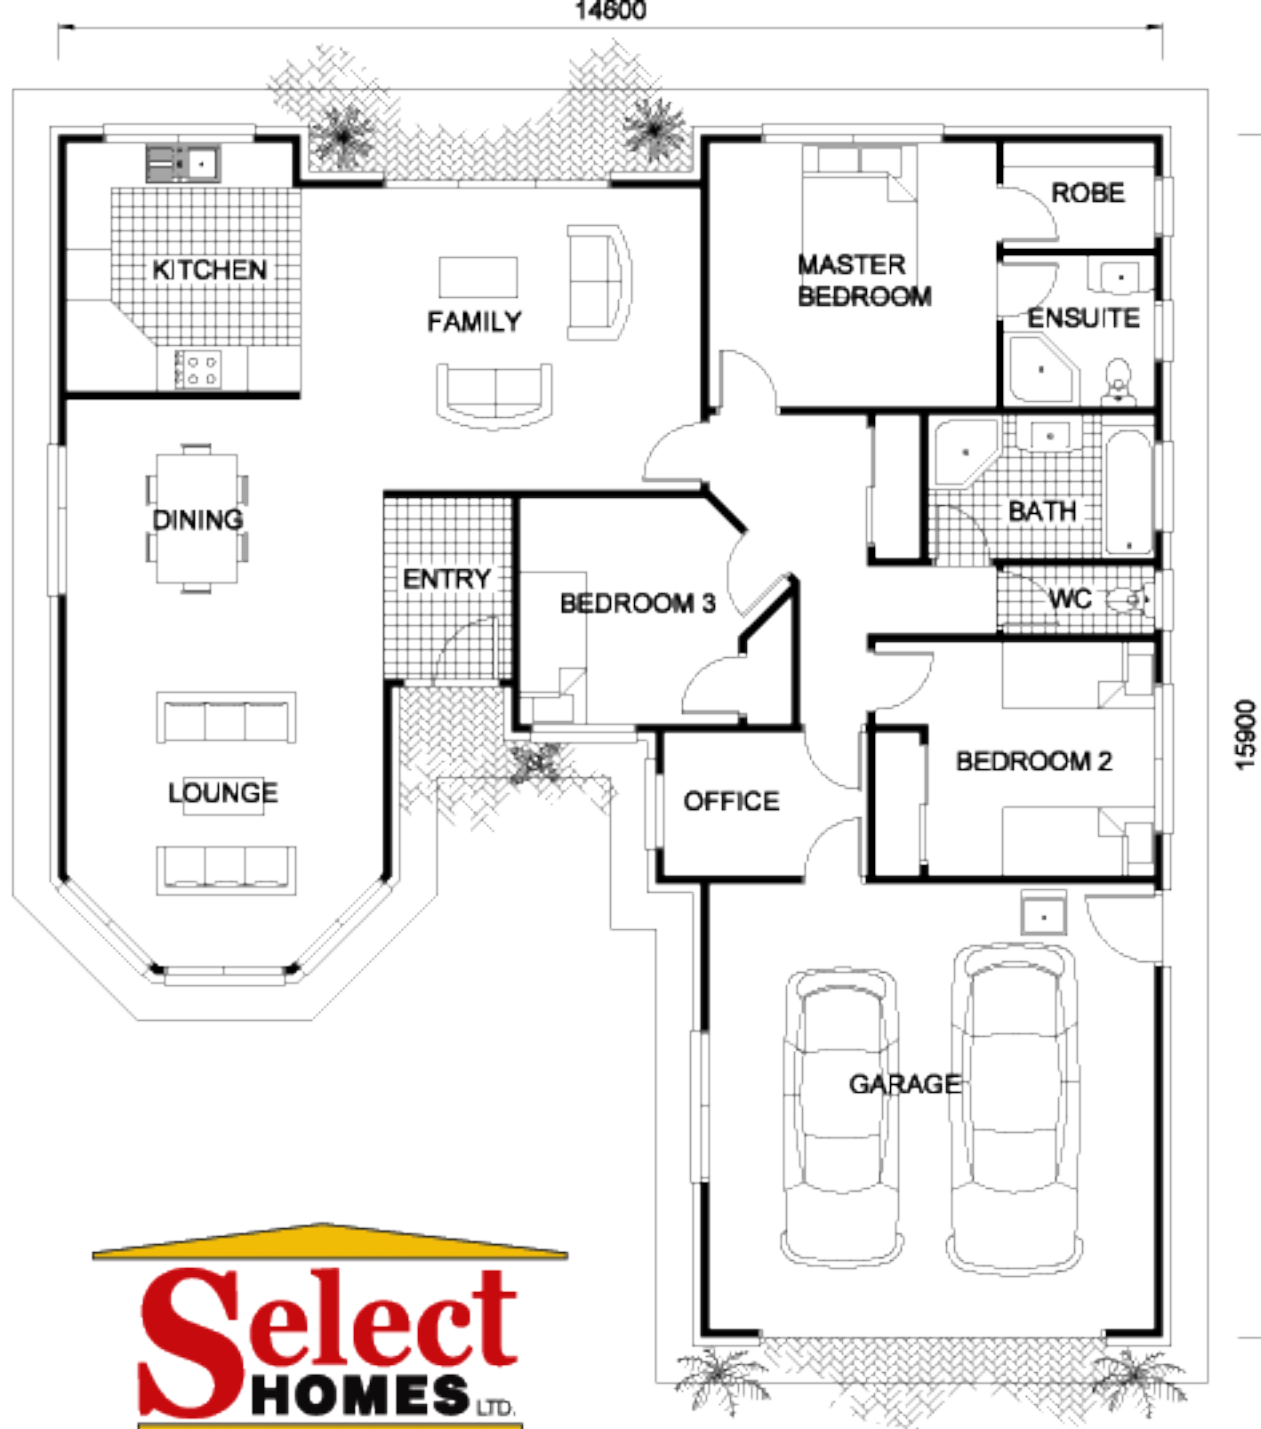 14600
ROBE
KITCHEN
MASTER
BEDROOM
FAMILY
ENSUITE
DINING
BATH
ENTRY
BEDROOM 3
WC
15900
BEDROOM 2
LOUNGE
OFFICE
GARAGE
Select
HOMES LTD.